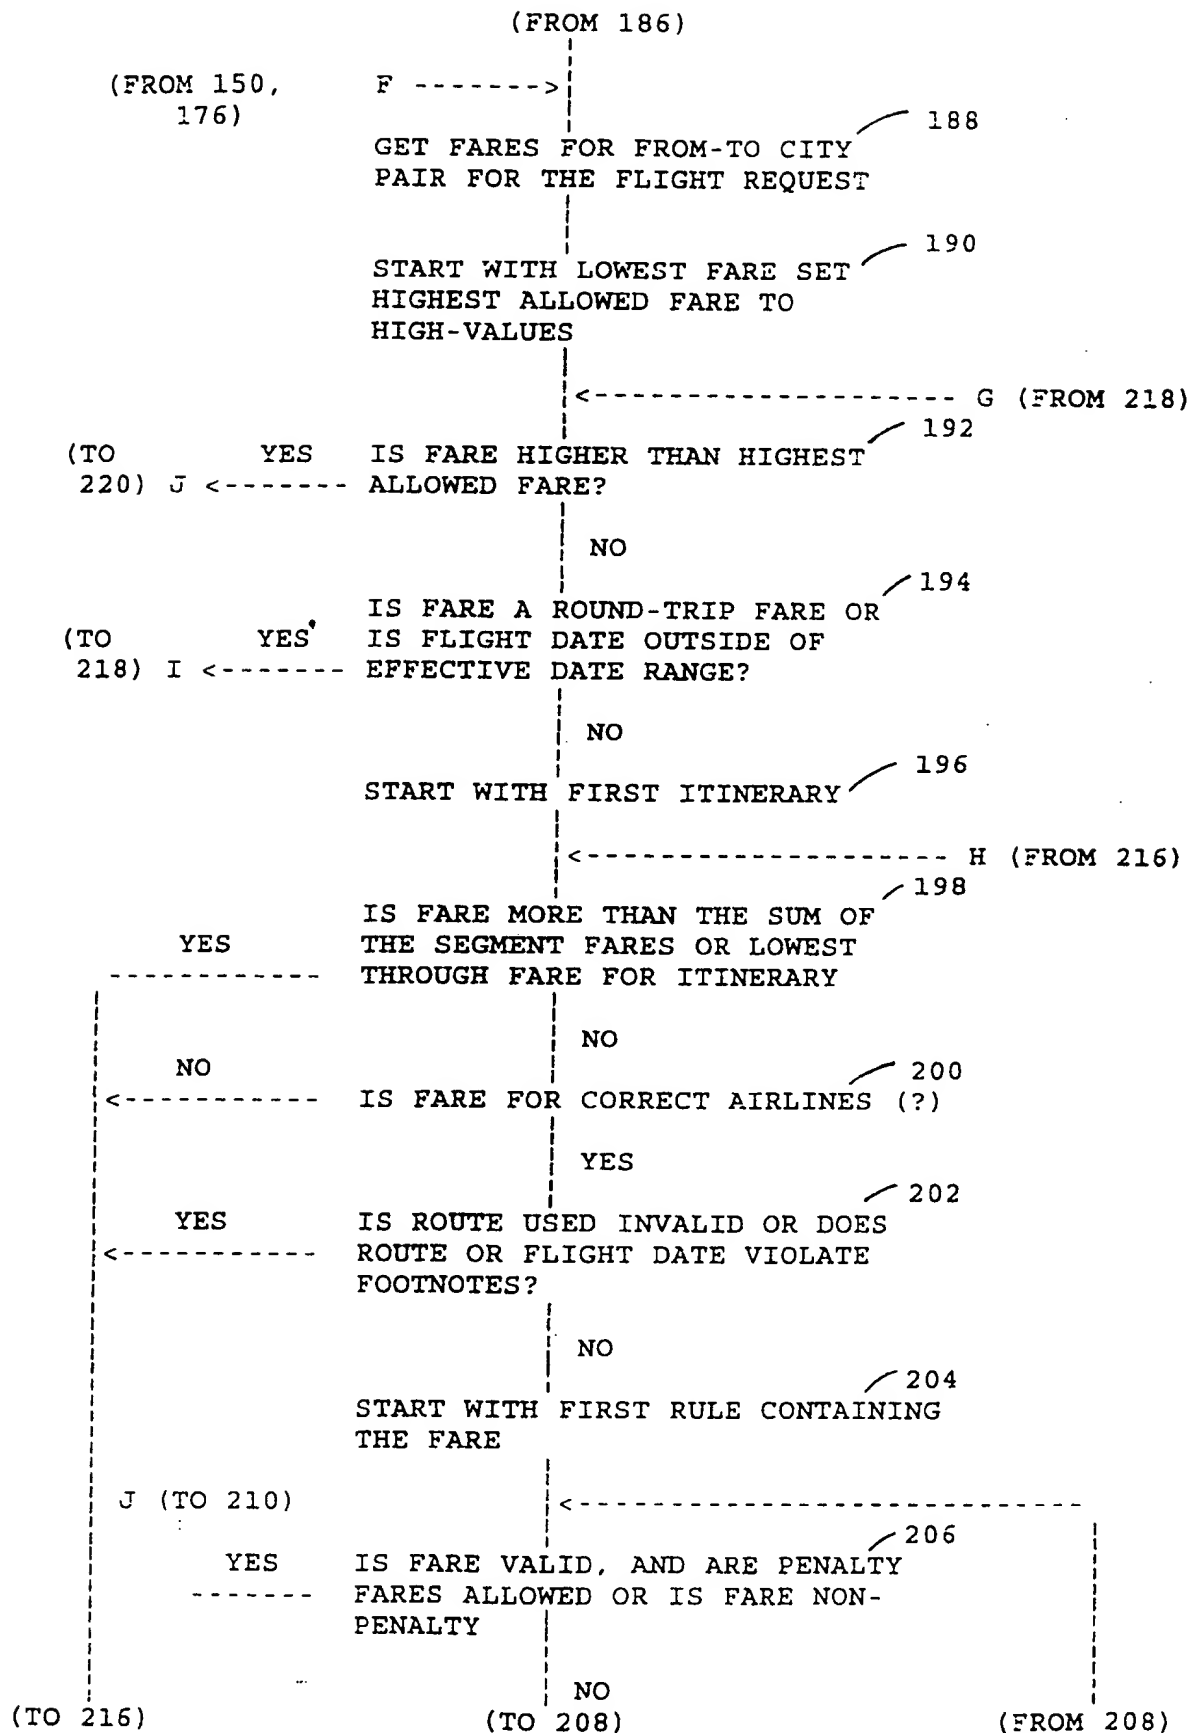 (FROM 186)
(FROM 150, F ------->
176)
188
GET FARES FOR FROM-TO CITY
PAIR FOR THE FLIGHT REQUEST
190
START WITH LOWEST FARE SET
HIGHEST ALLOWED FARE TO
HIGH-VALUES
<-------------------- G (FROM 218)
192
(TO YES IS FARE HIGHER THAN HIGHEST
220) J <------- ALLOWED FARE?
NO
194
IS FARE A ROUND-TRIP FARE OR
(TO YES IS FLIGHT DATE OUTSIDE OF
218) I <------- EFFECTIVE DATE RANGE?
NO
196
START WITH FIRST ITINERARY
<-------------------- H (FROM 216)
198
IS FARE MORE THAN THE SUM OF
YES THE SEGMENT FARES OR LOWEST
------------ THROUGH FARE FOR ITINERARY
NO
NO
200
<----------- IS FARE FOR CORRECT AIRLINES (?)
YES
202
YES IS ROUTE USED INVALID OR DOES
<----------- ROUTE OR FLIGHT DATE VIOLATE
FOOTNOTES?
NO
204
START WITH FIRST RULE CONTAINING
THE FARE
J (TO 210) <----------------------------
206
YES IS FARE VALID, AND ARE PENALTY
------- FARES ALLOWED OR IS FARE NON-
PENALTY
NO
(TO 216) (TO 208) (FROM 208)